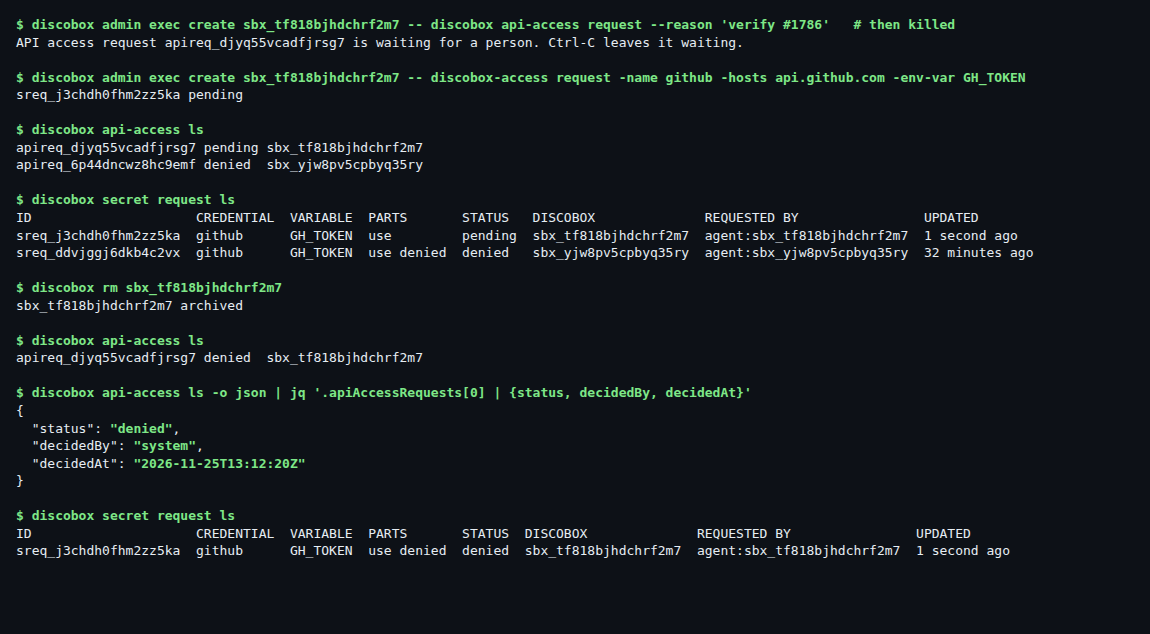 $ discobox admin exec create sbx_tf818bjhdchrf2m7 -- discobox api-access request --reason 'verify #1786'   # then killed
API access request apireq_djyq55vcadfjrsg7 is waiting for a person. Ctrl-C leaves it waiting.
$ discobox admin exec create sbx_tf818bjhdchrf2m7 -- discobox-access request -name github -hosts api.github.com -env-var GH_TOKEN
sreq_j3chdh0fhm2zz5ka pending
$ discobox api-access ls
apireq_djyq55vcadfjrsg7 pending sbx_tf818bjhdchrf2m7
apireq_6p44dncwz8hc9emf denied  sbx_yjw8pv5cpbyq35ry
$ discobox secret request ls
ID                     CREDENTIAL  VARIABLE  PARTS       STATUS   DISCOBOX              REQUESTED BY                UPDATED
sreq_j3chdh0fhm2zz5ka  github      GH_TOKEN  use         pending  sbx_tf818bjhdchrf2m7  agent:sbx_tf818bjhdchrf2m7  1 second ago
sreq_ddvjggj6dkb4c2vx  github      GH_TOKEN  use denied  denied   sbx_yjw8pv5cpbyq35ry  agent:sbx_yjw8pv5cpbyq35ry  32 minutes ago
$ discobox rm sbx_tf818bjhdchrf2m7
sbx_tf818bjhdchrf2m7 archived
$ discobox api-access ls
apireq_djyq55vcadfjrsg7 denied  sbx_tf818bjhdchrf2m7
$ discobox api-access ls -o json | jq '.apiAccessRequests[0] | {status, decidedBy, decidedAt}'
{
  "status": "denied",
  "decidedBy": "system",
  "decidedAt": "2026-11-25T13:12:20Z"
}
$ discobox secret request ls
ID                     CREDENTIAL  VARIABLE  PARTS       STATUS  DISCOBOX              REQUESTED BY                UPDATED
sreq_j3chdh0fhm2zz5ka  github      GH_TOKEN  use denied  denied  sbx_tf818bjhdchrf2m7  agent:sbx_tf818bjhdchrf2m7  1 second ago